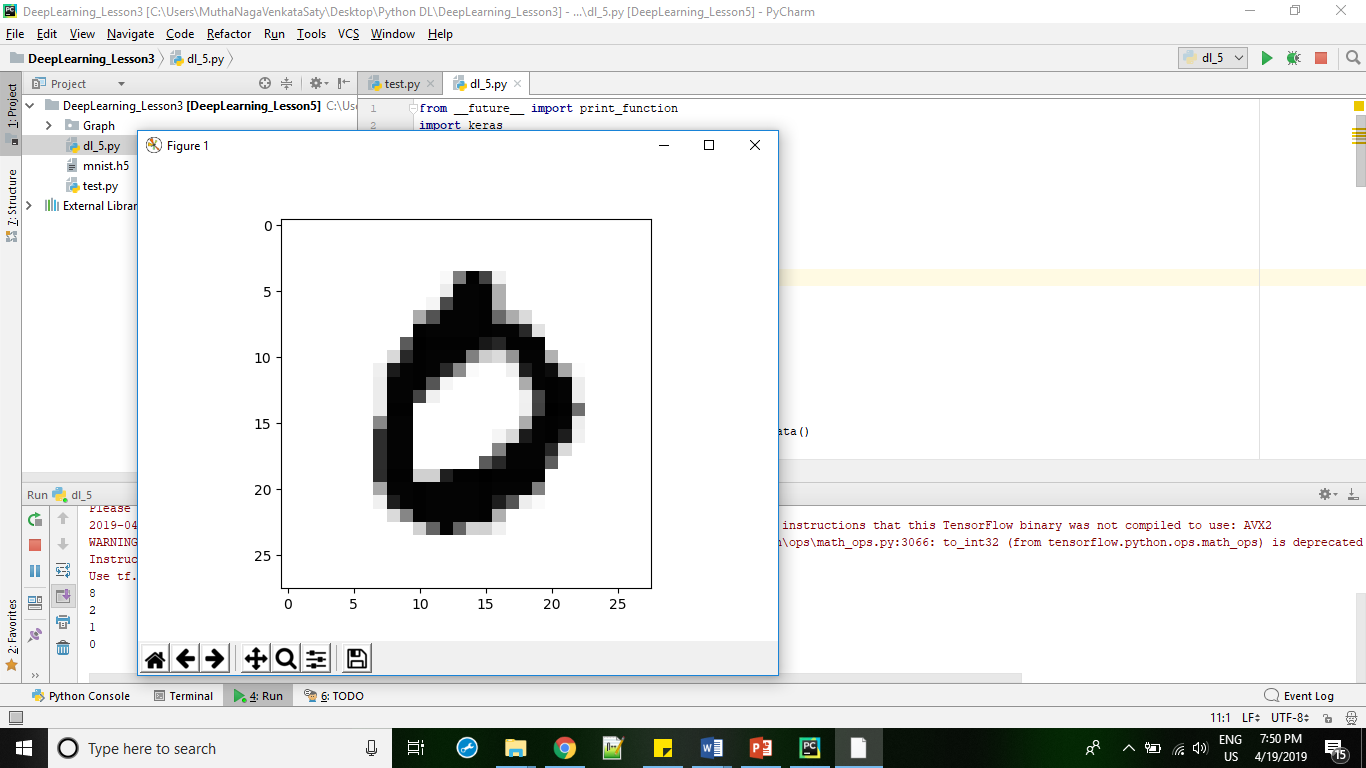 DeepLearning_Lesson3 [C:\Users\MuthaNagaVenkataSaty\Desktop\Python DL\DeepLearning_Lesson3] - ...\dl_5.py [DeepLearning_Lesson5] - PyCharm
File Edit View Navigate Code Refactor Run Tools VCS Window Help
DeepLearning_Lesson3 dl_5.py dl_5
1: Project
Project
test.py dl_5.py
DeepLearning_Lesson3 [DeepLearning_Lesson5] C:\Use
Graph
dl_5.py
mnist.h5
test.py
External Librar
7: Structure
1 from __future__ import print_function
2 import keras
ata()
Figure 1
0
5
10
15
20
25
0 5 10 15 20 25
Run dl_5
Please
2019-04 instructions that this TensorFlow binary was not compiled to use: AVX2
WARNING \ops\math_ops.py:3066: to_int32 (from tensorflow.python.ops.math_ops) is deprecated
Instruc
Use tf.
8
2
1
0
2: Favorites
Python Console Terminal 4: Run 6: TODO Event Log
11:1 LF UTF-8
Type here to search
ENG
US
7:50 PM
4/19/2019
15